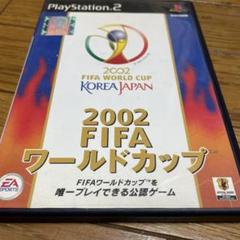 PlayStation 2
2002
FIFA WORLD CUP
KOREA JAPAN
2002
FIFA
ワールドカップ™
FIFAワールドカップ™を
唯一プレイできる公認ゲーム
EA
SPORTS